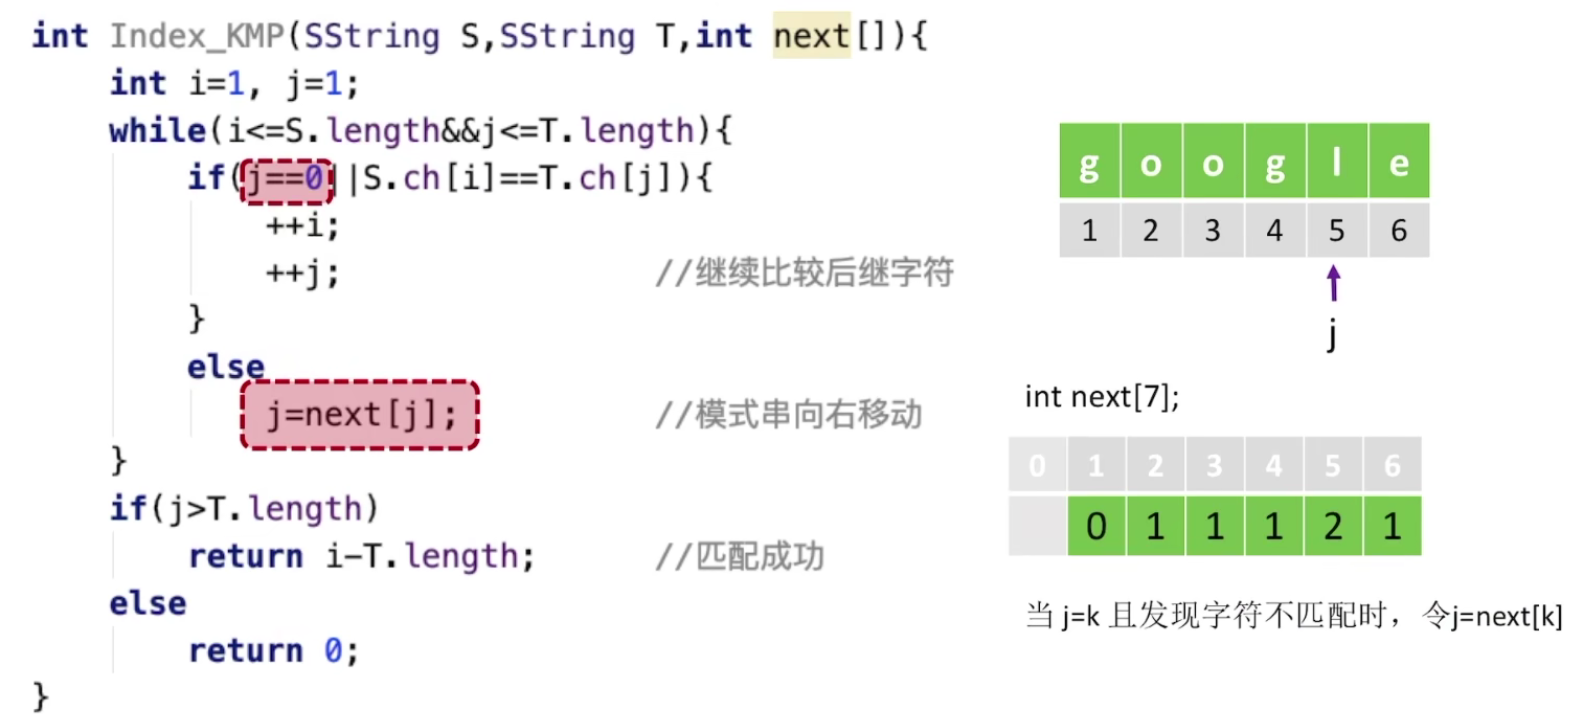 int Index_KMP(SString S,SString T,int next[]){
int i=1, j=1;
while(i<=S.length&&j<=T.length){
if(j==0||S.ch[i]==T.ch[j]){
++i;
++j; //继续比较后继字符
}
else
j=next[j]; //模式串向右移动
}
if(j>T.length)
return i-T.length; //匹配成功
else
return 0;
}
g o o g l e
1 2 3 4 5 6
j
int next[7];
0 1 2 3 4 5 6
0 1 1 1 2 1
当 j=k 且发现字符不匹配时，令j=next[k]